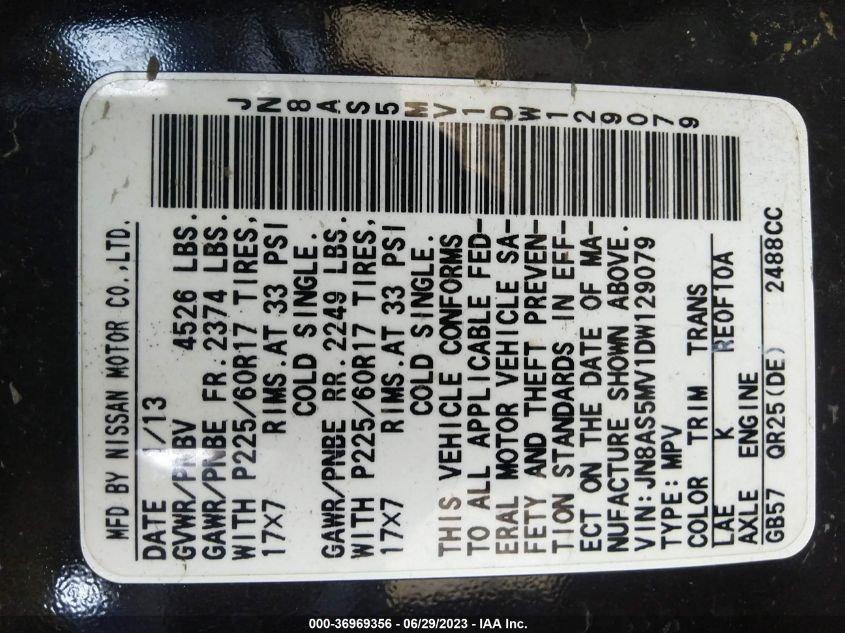 MFD BY NISSAN MOTOR CO.,LTD.
DATE 1/13
GVWR/PNBV 4526 LBS.
GAWR/PNBE FR. 2374 LBS.
WITH P225/60R17 TIRES,
17X7 RIMS.AT 33 PSI
COLD SINGLE.
GAWR/PNBE RR. 2249 LBS.
WITH P225/60R17 TIRES,
17X7 RIMS.AT 33 PSI
COLD SINGLE.
THIS VEHICLE CONFORMS
TO ALL APPLICABLE FED-
ERAL MOTOR VEHICLE SA-
FETY AND THEFT PREVEN-
TION STANDARDS IN EFF-
ECT ON THE DATE OF MA-
NUFACTURE SHOWN ABOVE.
VIN:JN8AS5MV1DW129079
TYPE:MPV
COLOR TRIM TRANS
LAE K RE0F10A
AXLE ENGINE
GB57 QR25(DE) 2488CC
JN8AS5MV1DW129079
000-36969356 - 06/29/2023 - IAA Inc.